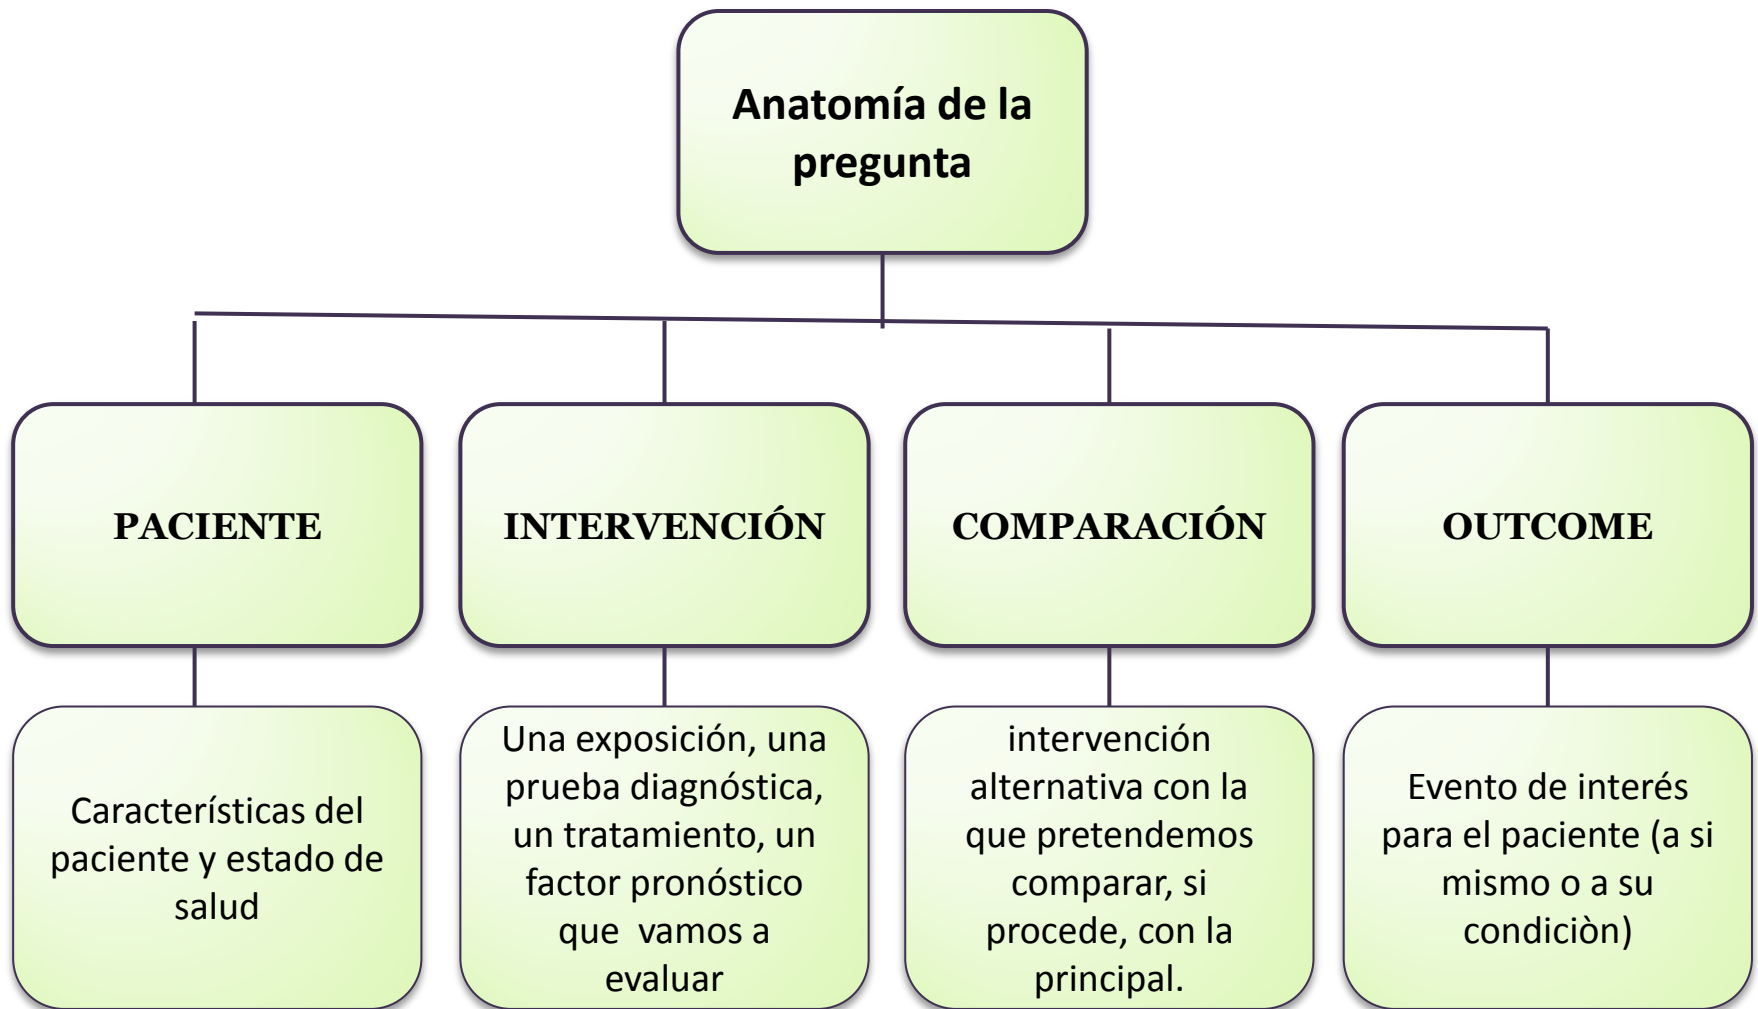 Anatomía de la
pregunta
PACIENTE
INTERVENCIÓN
COMPARACIÓN
OUTCOME
Características del
paciente y estado de
salud
Una exposición, una
prueba diagnóstica,
un tratamiento, un
factor pronóstico
que vamos a
evaluar
intervención
alternativa con la
que pretendemos
comparar, si
procede, con la
principal.
Evento de interés
para el paciente (a si
mismo o a su
condiciòn)